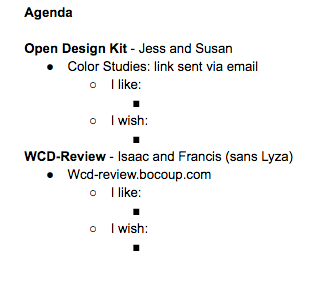 Agenda
Open Design Kit - Jess and Susan
● Color Studies: link sent via email
○ I like:
■
○ I wish:
■
WCD-Review - Isaac and Francis (sans Lyza)
● Wcd-review.bocoup.com
○ I like:
■
○ I wish:
■